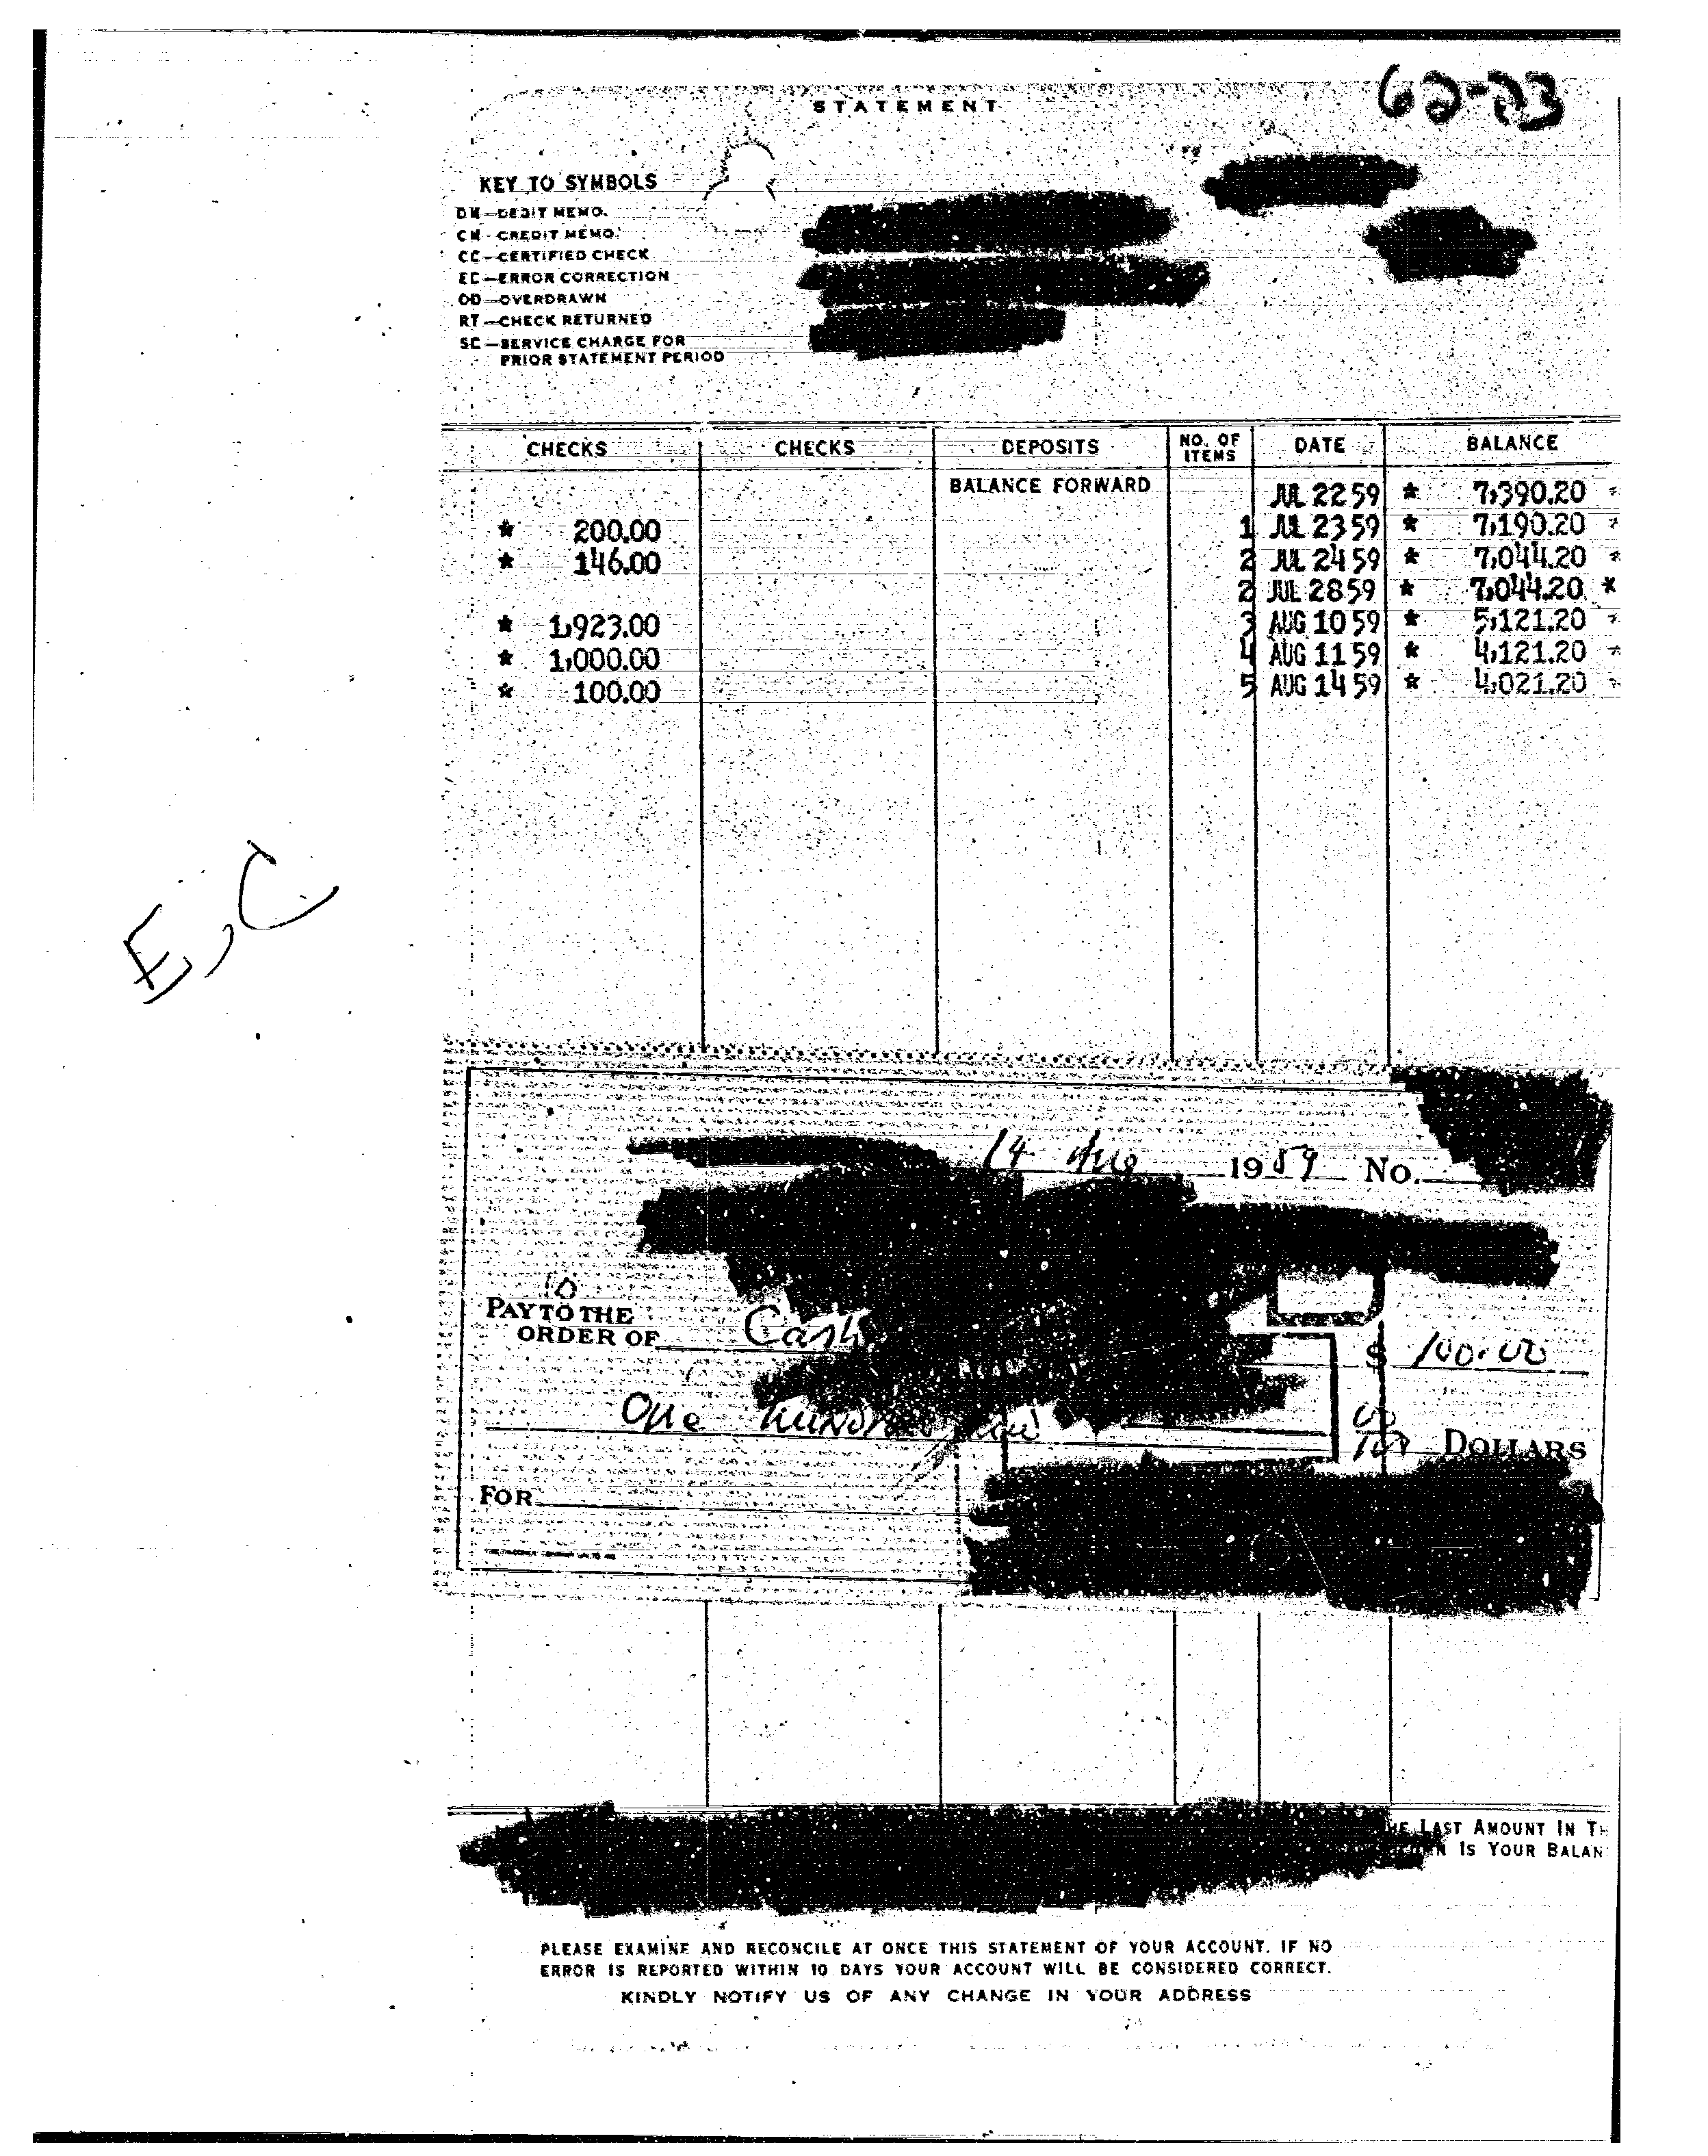 62-23
STATEMENT
KEY TO SYMBOLS
DM—DEBIT MEMO.
CM-CREDIT MEMO.
CC—CERTIFIED CHECK
EC—ERROR CORRECTION
OD—OVERDRAWN
RT—CHECK RETURNED
SC—SERVICE CHARGE FOR
PRIOR STATEMENT PERIOD
CHECKS CHECKS DEPOSITS NO. OF ITEMS DATE BALANCE
BALANCE FORWARD JUL 22 59 * 7,390.20 *
* 200.00 1 JUL 23 59 * 7,190.20 *
* 146.00 2 JUL 24 59 * 7,044.20 *
2 JUL 28 59 * 7,044.20 *
* 1,923.00 3 AUG 10 59 * 5,121.20 *
* 1,000.00 4 AUG 11 59 * 4,121.20 *
* 100.00 5 AUG 14 59 * 4,021.20 *
E,C
14 Aug 1959 No.
PAY TO THE
ORDER OF Cash $ 100.00
One hundred and 00/100 DOLLARS
FOR
LAST AMOUNT IN TH
IS YOUR BALAN
PLEASE EXAMINE AND RECONCILE AT ONCE THIS STATEMENT OF YOUR ACCOUNT. IF NO
ERROR IS REPORTED WITHIN 10 DAYS YOUR ACCOUNT WILL BE CONSIDERED CORRECT.
KINDLY NOTIFY US OF ANY CHANGE IN YOUR ADDRESS